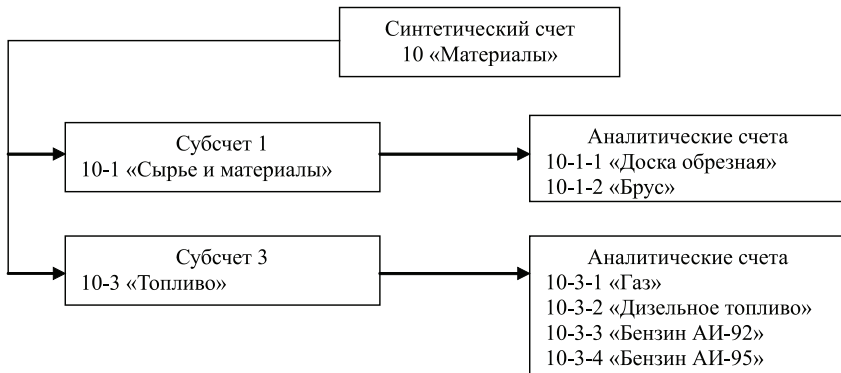 Синтетический счет
10 «Материалы»
Субсчет 1
10-1 «Сырье и материалы»
Аналитические счета
10-1-1 «Доска обрезная»
10-1-2 «Брус»
Субсчет 3
10-3 «Топливо»
Аналитические счета
10-3-1 «Газ»
10-3-2 «Дизельное топливо»
10-3-3 «Бензин АИ-92»
10-3-4 «Бензин АИ-95»